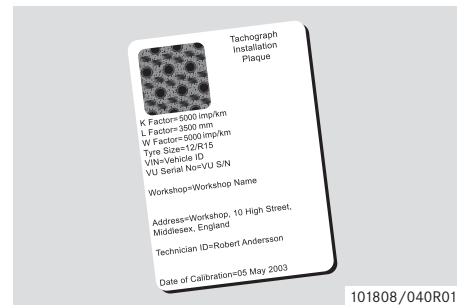 Tachograph
Installation
Plaque
K Factor=5000 imp/km
L Factor=3500 mm
W Factor=5000 imp/km
Tyre Size=12/R15
VIN=Vehicle ID
VU Serial No=VU S/N
Workshop=Workshop Name
Address=Workshop, 10 High Street,
Middlesex, England
Technician ID=Robert Andersson
Date of Calibration=05 May 2003
101808/040R01